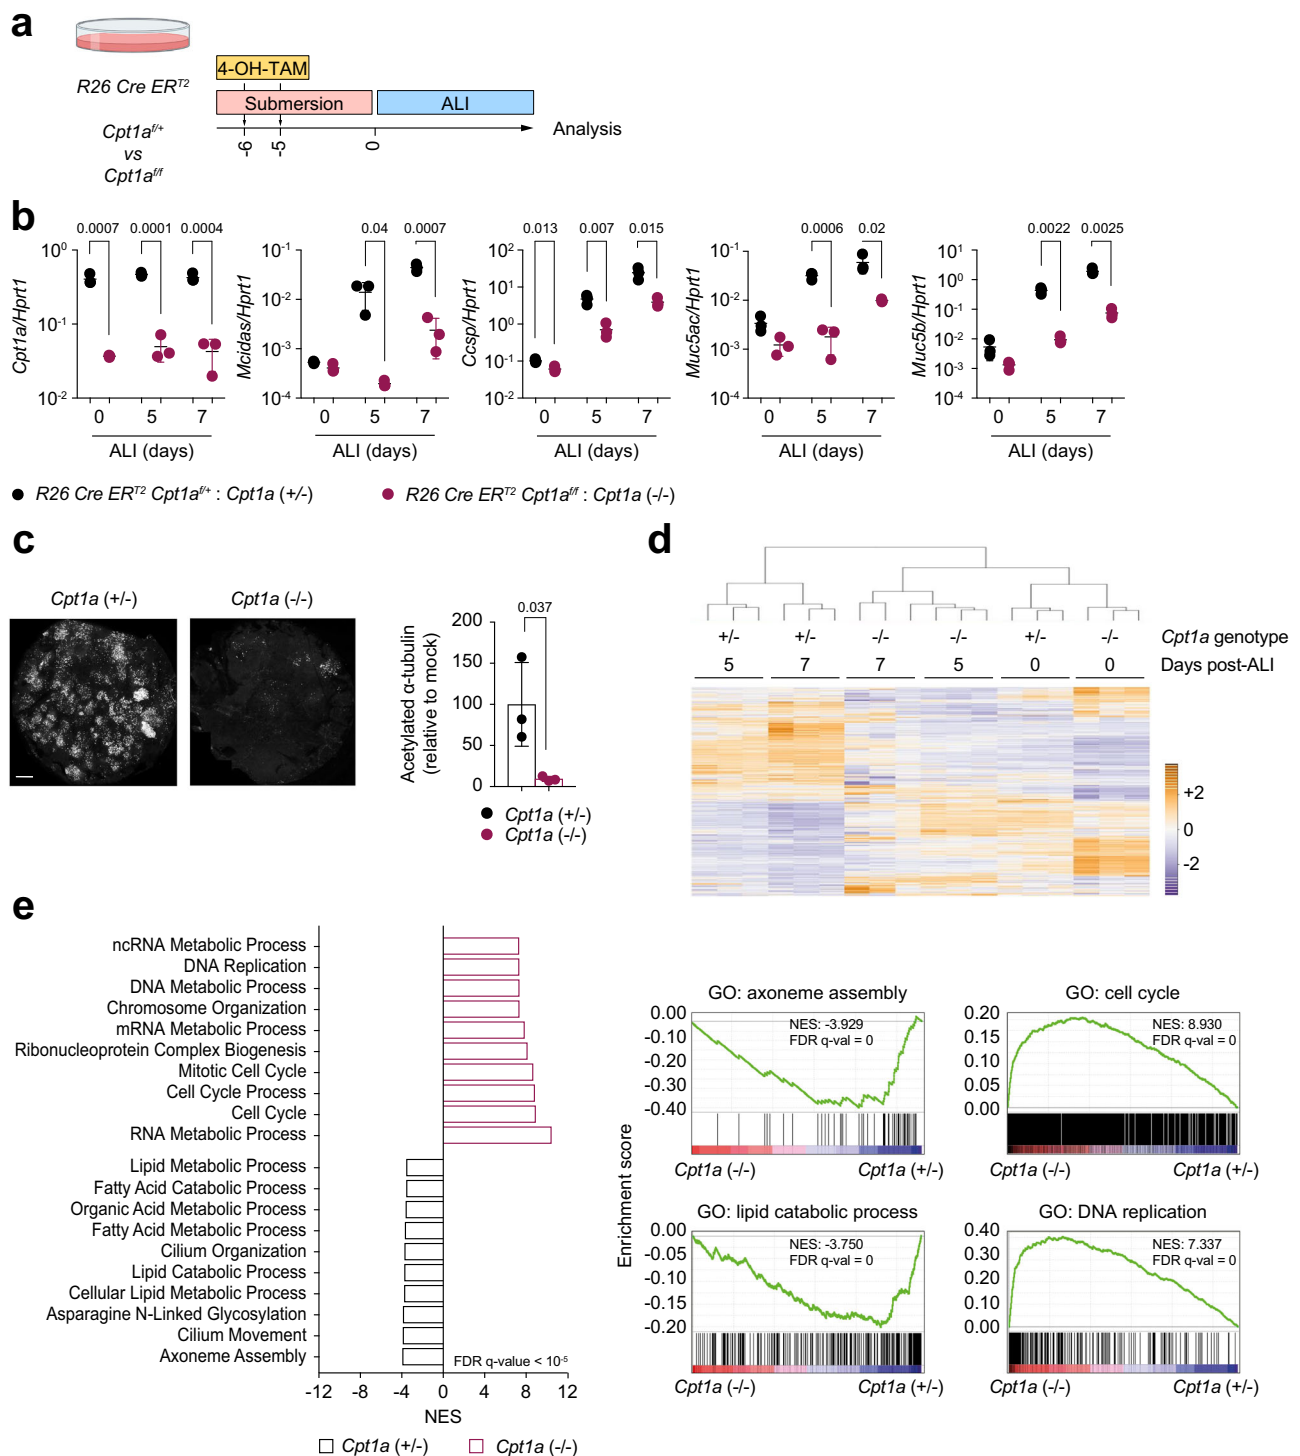 a
R26 Cre ER^T2
Cpt1a^f/+
vs
Cpt1a^f/f
4-OH-TAM
Submersion
ALI
Analysis
-6
-5
0
b
Cpt1a/Hprt1
10^0
10^-1
10^-2
0.0007
0.0001
0.0004
0 5 7
ALI (days)
Mcidas/Hprt1
10^-1
10^-2
10^-3
10^-4
0.04
0.0007
0 5 7
ALI (days)
Ccsp/Hprt1
10^2
10^1
10^0
10^-1
10^-2
0.013
0.007
0.015
0 5 7
ALI (days)
Muc5ac/Hprt1
10^-1
10^-2
10^-3
10^-4
0.0006
0.02
0 5 7
ALI (days)
Muc5b/Hprt1
10^1
10^0
10^-1
10^-2
10^-3
10^-4
0.0022
0.0025
0 5 7
ALI (days)
R26 Cre ER^T2 Cpt1a^f/+ : Cpt1a (+/-)
R26 Cre ER^T2 Cpt1a^f/f : Cpt1a (-/-)
c
Cpt1a (+/-)
Cpt1a (-/-)
Acetylated α-tubulin
(relative to mock)
200
150
100
50
0
0.037
Cpt1a (+/-)
Cpt1a (-/-)
d
+/- +/- -/- -/- +/- -/- Cpt1a genotype
5 7 7 5 0 0 Days post-ALI
+2
0
-2
e
ncRNA Metabolic Process
DNA Replication
DNA Metabolic Process
Chromosome Organization
mRNA Metabolic Process
Ribonucleoprotein Complex Biogenesis
Mitotic Cell Cycle
Cell Cycle Process
Cell Cycle
RNA Metabolic Process
Lipid Metabolic Process
Fatty Acid Catabolic Process
Organic Acid Metabolic Process
Fatty Acid Metabolic Process
Cilium Organization
Lipid Catabolic Process
Cellular Lipid Metabolic Process
Asparagine N-Linked Glycosylation
Cilium Movement
Axoneme Assembly
FDR q-value < 10^-5
-12 -8 -4 0 4 8 12
NES
Cpt1a (+/-)
Cpt1a (-/-)
Enrichment score
GO: axoneme assembly
NES: -3.929
FDR q-val = 0
0.00
-0.10
-0.20
-0.30
-0.40
Cpt1a (-/-)
Cpt1a (+/-)
GO: cell cycle
NES: 8.930
FDR q-val = 0
0.20
0.15
0.10
0.05
0.00
Cpt1a (-/-)
Cpt1a (+/-)
GO: lipid catabolic process
NES: -3.750
FDR q-val = 0
0.00
-0.05
-0.10
-0.15
-0.20
Cpt1a (-/-)
Cpt1a (+/-)
GO: DNA replication
NES: 7.337
FDR q-val = 0
0.40
0.30
0.20
0.10
0.00
Cpt1a (-/-)
Cpt1a (+/-)